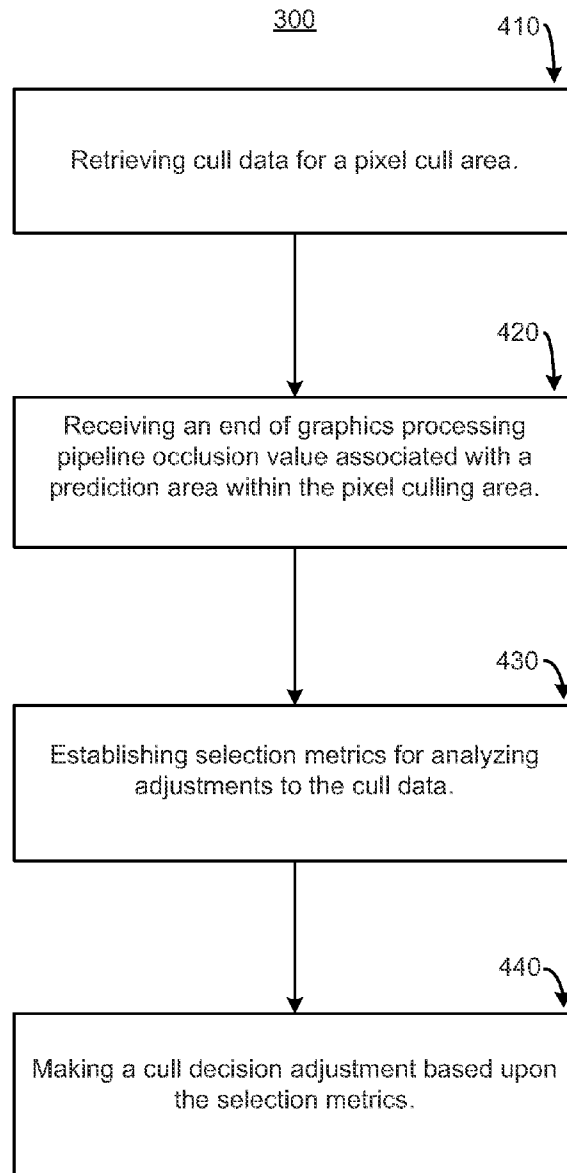 300
410
Retrieving cull data for a pixel cull area.
420
Receiving an end of graphics processing
pipeline occlusion value associated with a
prediction area within the pixel culling area.
430
Establishing selection metrics for analyzing
adjustments to the cull data.
440
Making a cull decision adjustment based upon
the selection metrics.